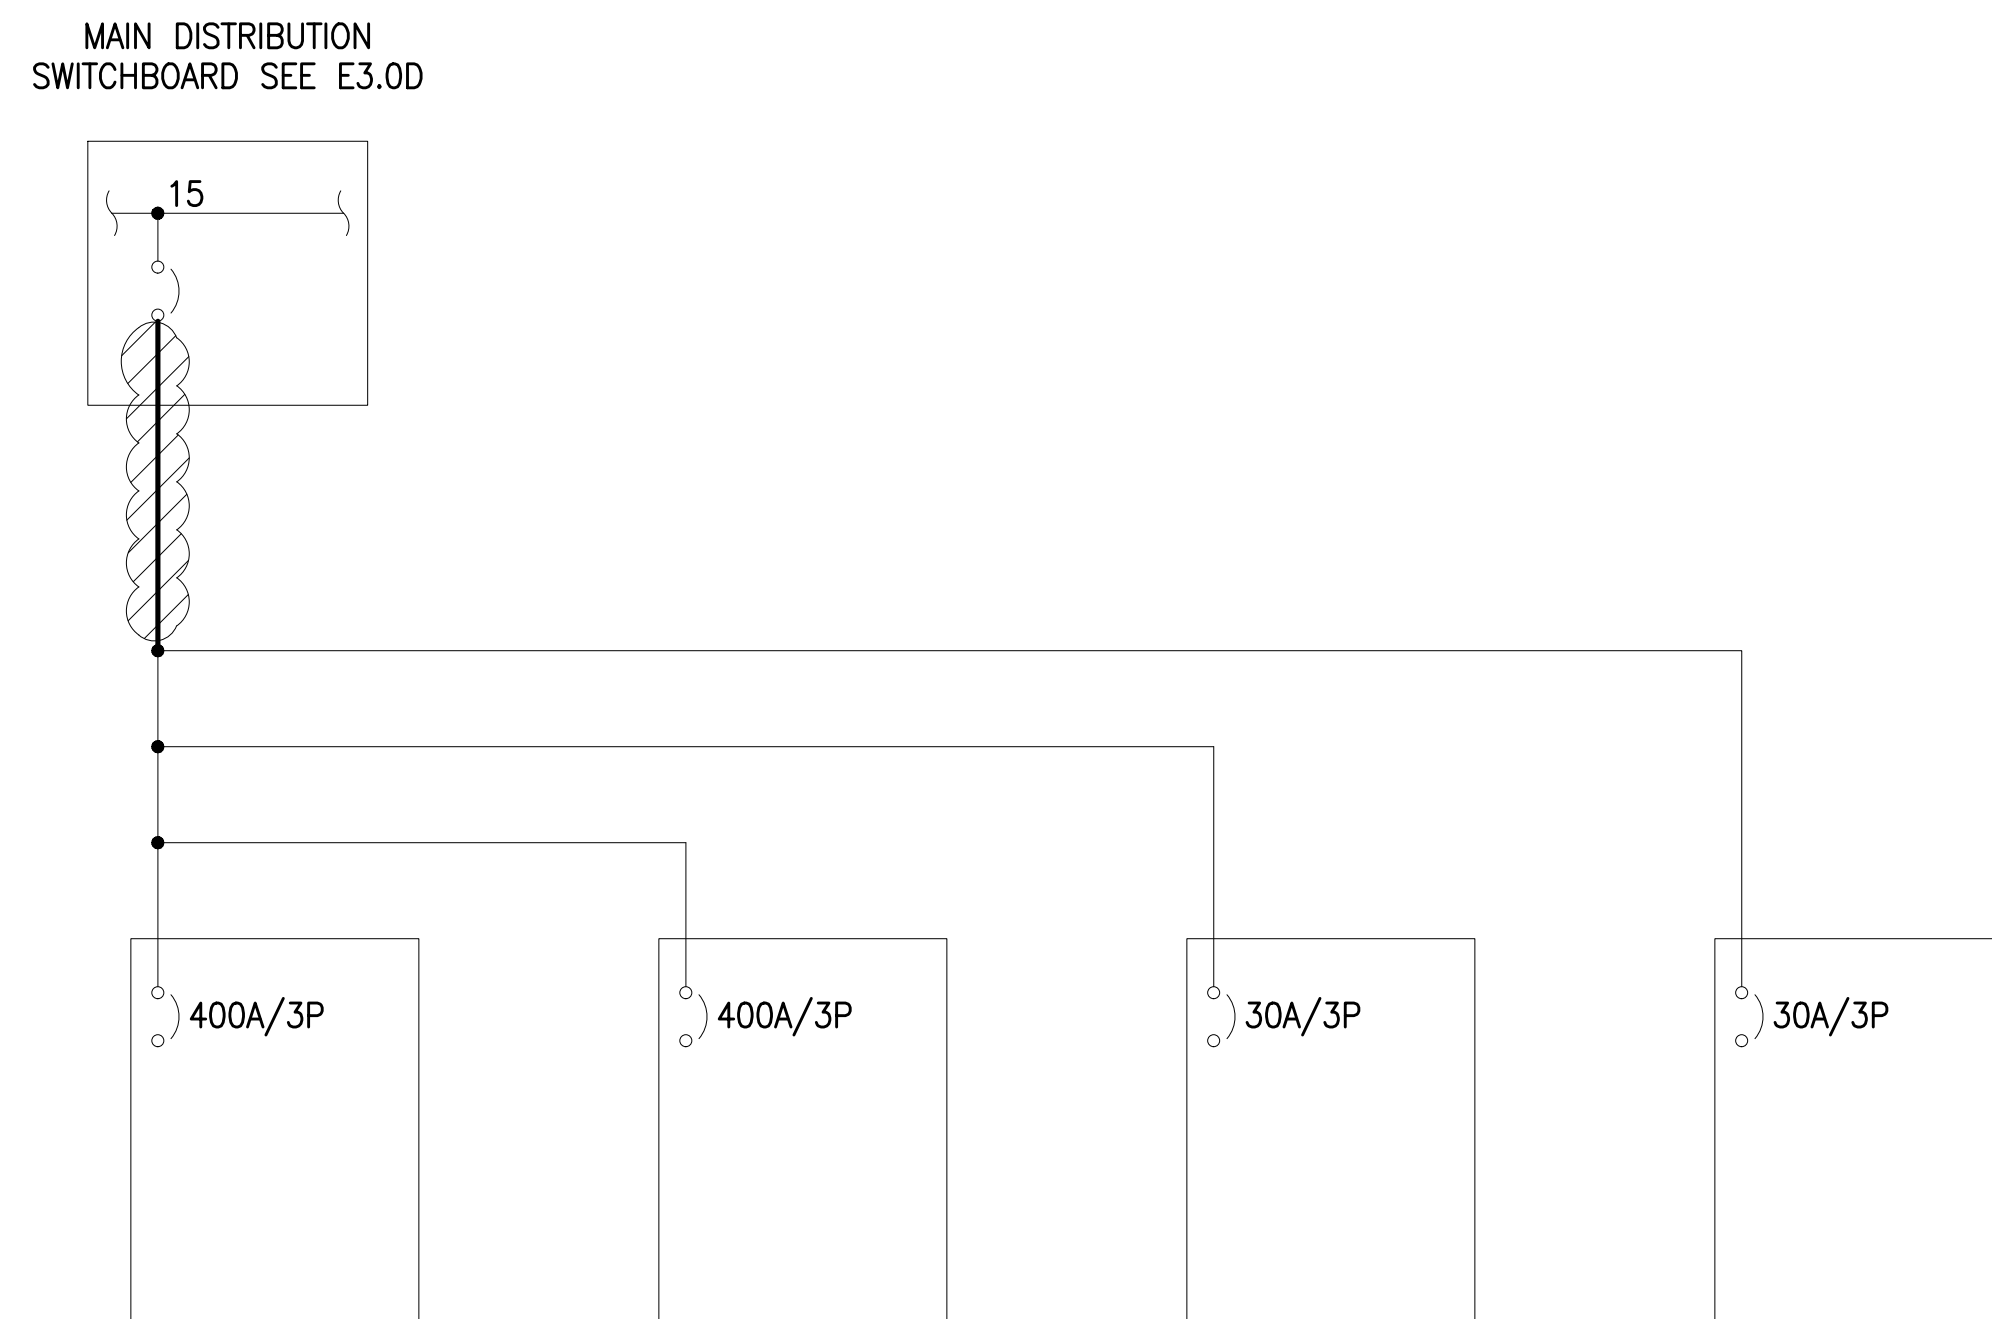 MAIN DISTRIBUTION
SWITCHBOARD SEE E3.0D
15
400A/3P
400A/3P
30A/3P
30A/3P